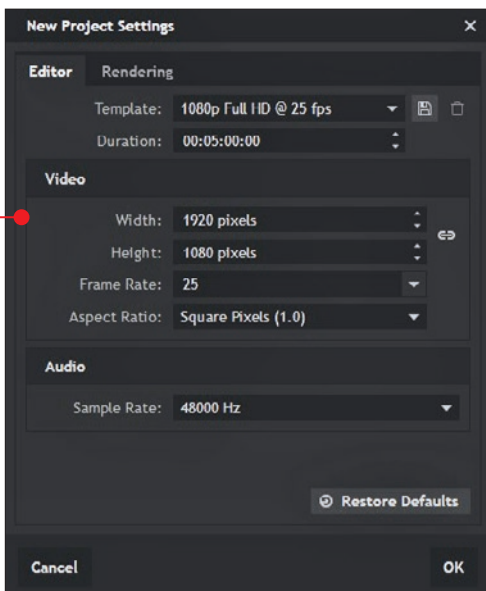 New Project Settings
Editor Rendering
Template: 1080p Full HD @ 25 fps
Duration: 00:05:00:00
Video
Width: 1920 pixels
Height: 1080 pixels
Frame Rate: 25
Aspect Ratio: Square Pixels (1.0)
Audio
Sample Rate: 48000 Hz
Restore Defaults
Cancel OK